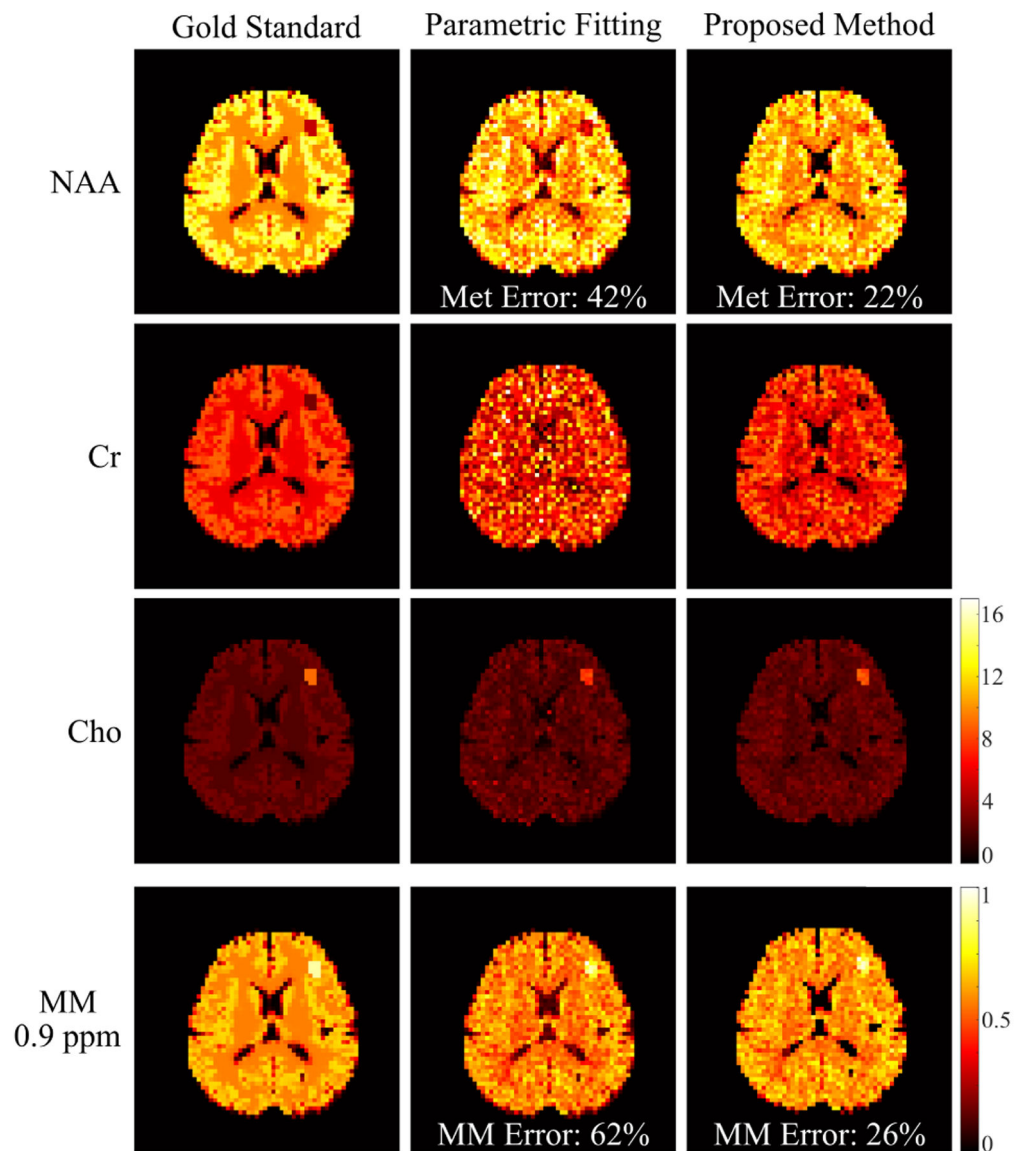 Gold Standard Parametric Fitting Proposed Method
NAA
Met Error: 42% Met Error: 22%
Cr
Cho
16
12
8
4
0
MM
0.9 ppm
MM Error: 62% MM Error: 26%
1
0.5
0